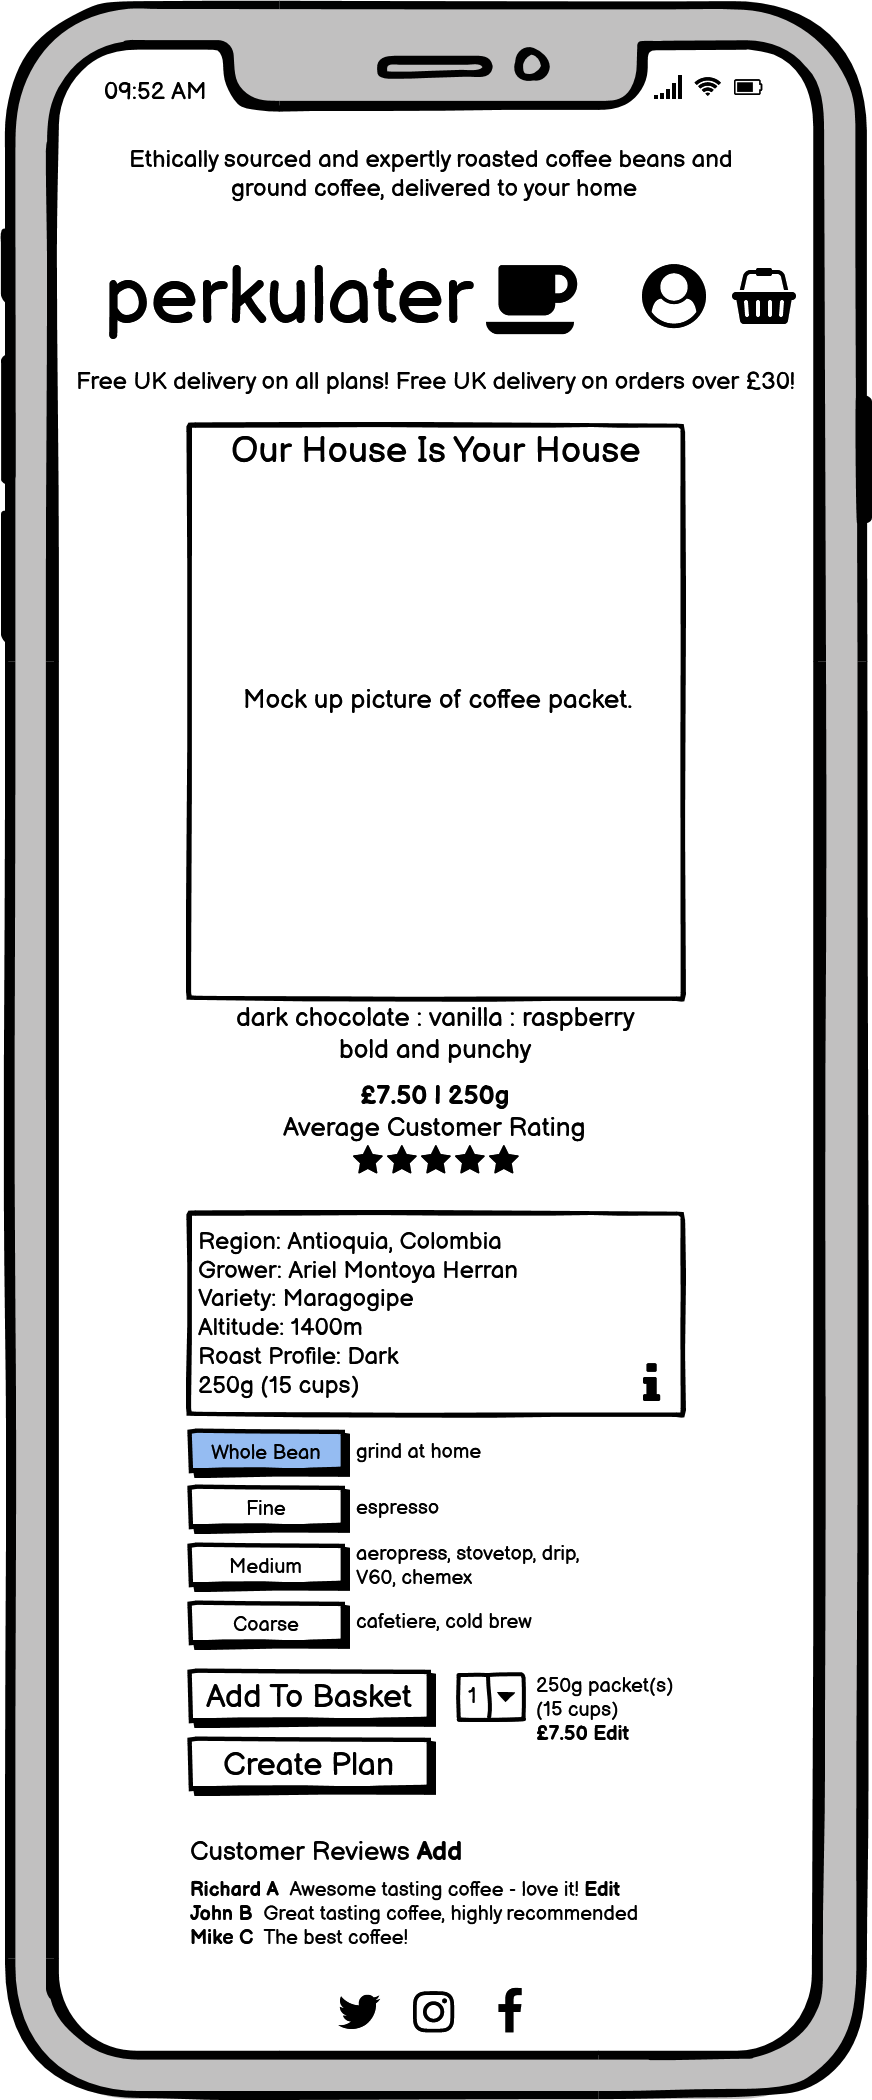 09:52 AM
Ethically sourced and expertly roasted coffee beans and
ground coffee, delivered to your home
perkulater
Free UK delivery on all plans! Free UK delivery on orders over £30!
Our House Is Your House
Mock up picture of coffee packet.
dark chocolate : vanilla : raspberry
bold and punchy
£7.50 | 250g
Average Customer Rating
Region: Antioquia, Colombia
Grower: Ariel Montoya Herran
Variety: Maragogipe
Altitude: 1400m
Roast Profile: Dark
250g (15 cups)
Whole Bean grind at home
Fine espresso
Medium aeropress, stovetop, drip,
V60, chemex
Coarse cafetiere, cold brew
Add To Basket 1 250g packet(s)
(15 cups)
£7.50 Edit
Create Plan
Customer Reviews Add
Richard A Awesome tasting coffee - love it! Edit
John B Great tasting coffee, highly recommended
Mike C The best coffee!